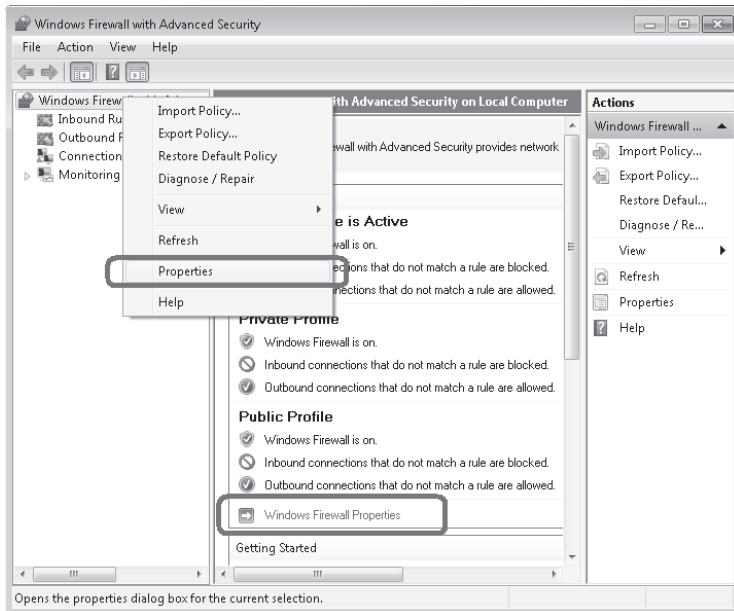 Windows Firewall with Advanced Security
File Action View Help
Windows Firew
Inbound Ru
Outbound R
Connection
Monitoring
Import Policy...
Export Policy...
Restore Default Policy
Diagnose / Repair
View
Refresh
Properties
Help
ith Advanced Security on Local Computer
ewall with Advanced Security provides network
e is Active
wall is on.
ections that do not match a rule are blocked.
nnections that do not match a rule are allowed.
Private Profile
Windows Firewall is on.
Inbound connections that do not match a rule are blocked.
Outbound connections that do not match a rule are allowed.
Public Profile
Windows Firewall is on.
Inbound connections that do not match a rule are blocked.
Outbound connections that do not match a rule are allowed.
Windows Firewall Properties
Getting Started
Actions
Windows Firewall ...
Import Policy...
Export Policy...
Restore Defaul...
Diagnose / Re...
View
Refresh
Properties
Help
Opens the properties dialog box for the current selection.